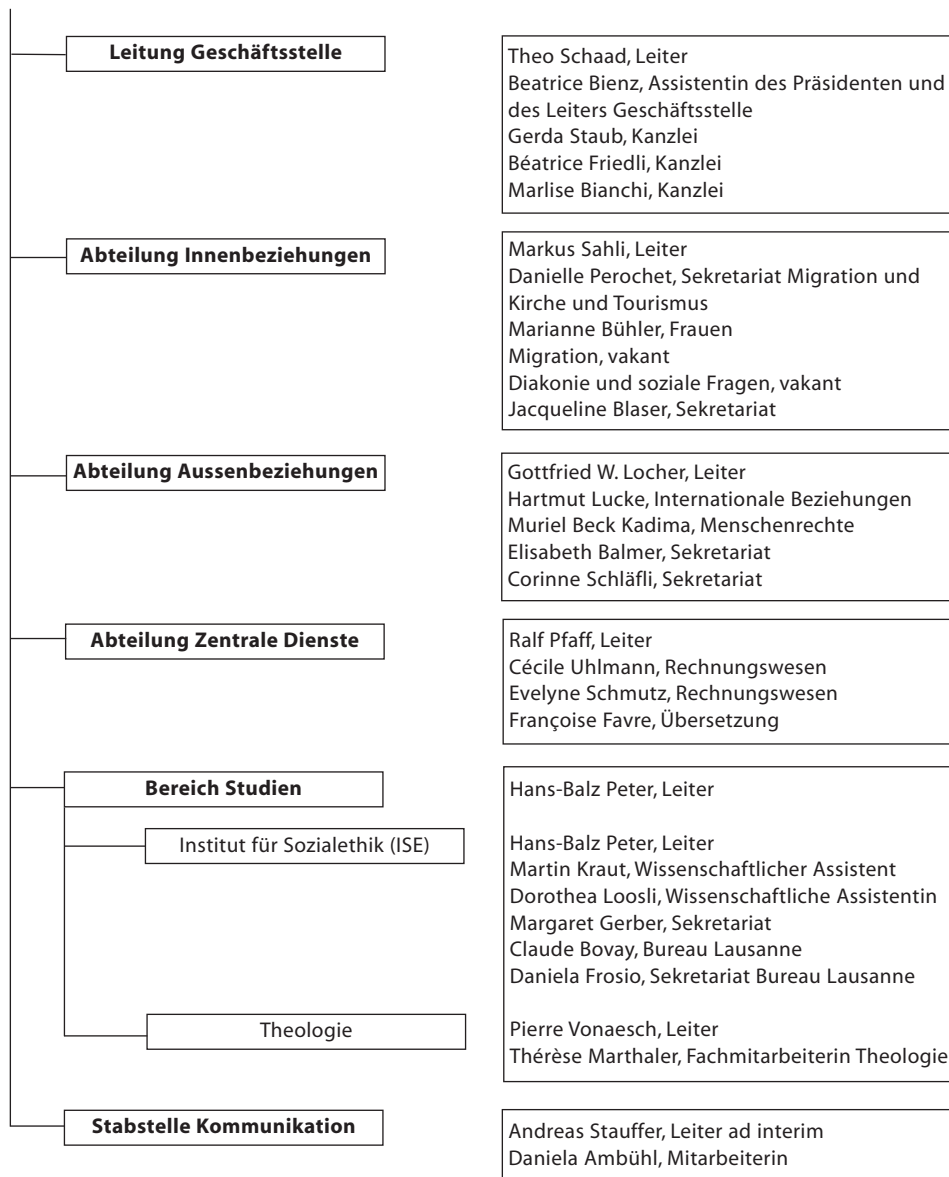 Leitung Geschäftsstelle
Theo Schaad, Leiter
Beatrice Bienz, Assistentin des Präsidenten und
des Leiters Geschäftsstelle
Gerda Staub, Kanzlei
Béatrice Friedli, Kanzlei
Marlise Bianchi, Kanzlei
Abteilung Innenbeziehungen
Markus Sahli, Leiter
Danielle Perochet, Sekretariat Migration und
Kirche und Tourismus
Marianne Bühler, Frauen
Migration, vakant
Diakonie und soziale Fragen, vakant
Jacqueline Blaser, Sekretariat
Abteilung Aussenbeziehungen
Gottfried W. Locher, Leiter
Hartmut Lucke, Internationale Beziehungen
Muriel Beck Kadima, Menschenrechte
Elisabeth Balmer, Sekretariat
Corinne Schläfli, Sekretariat
Abteilung Zentrale Dienste
Ralf Pfaff, Leiter
Cécile Uhlmann, Rechnungswesen
Evelyne Schmutz, Rechnungswesen
Françoise Favre, Übersetzung
Bereich Studien
Hans-Balz Peter, Leiter
Institut für Sozialethik (ISE)
Hans-Balz Peter, Leiter
Martin Kraut, Wissenschaftlicher Assistent
Dorothea Loosli, Wissenschaftliche Assistentin
Margaret Gerber, Sekretariat
Claude Bovay, Bureau Lausanne
Daniela Frosio, Sekretariat Bureau Lausanne
Theologie
Pierre Vonaesch, Leiter
Thérèse Marthaler, Fachmitarbeiterin Theologie
Stabstelle Kommunikation
Andreas Stauffer, Leiter ad interim
Daniela Ambühl, Mitarbeiterin